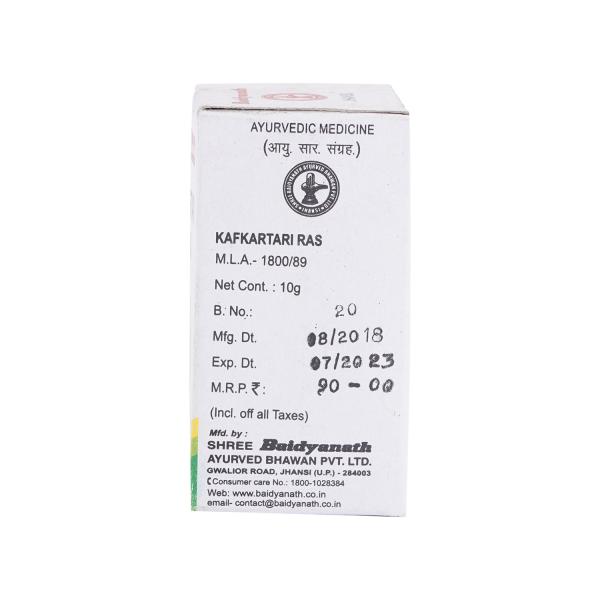 Baidyanath
AYURVEDIC MEDICINE
(आयु. सार. संग्रह.)
KAFKARTARI RAS
M.L.A.- 1800/89
Net Cont. : 10g
B. No.: 20
Mfg. Dt. 08/2018
Exp. Dt. 07/2023
M.R.P. ₹: 90-00
(Incl. off all Taxes)
Mfd. by :
SHREE Baidyanath
AYURVED BHAWAN PVT. LTD.
GWALIOR ROAD, JHANSI (U.P.) - 284003
Consumer care No.: 1800-1028384
Web: www.baidyanath.co.in
email- contact@baidyanath.co.in